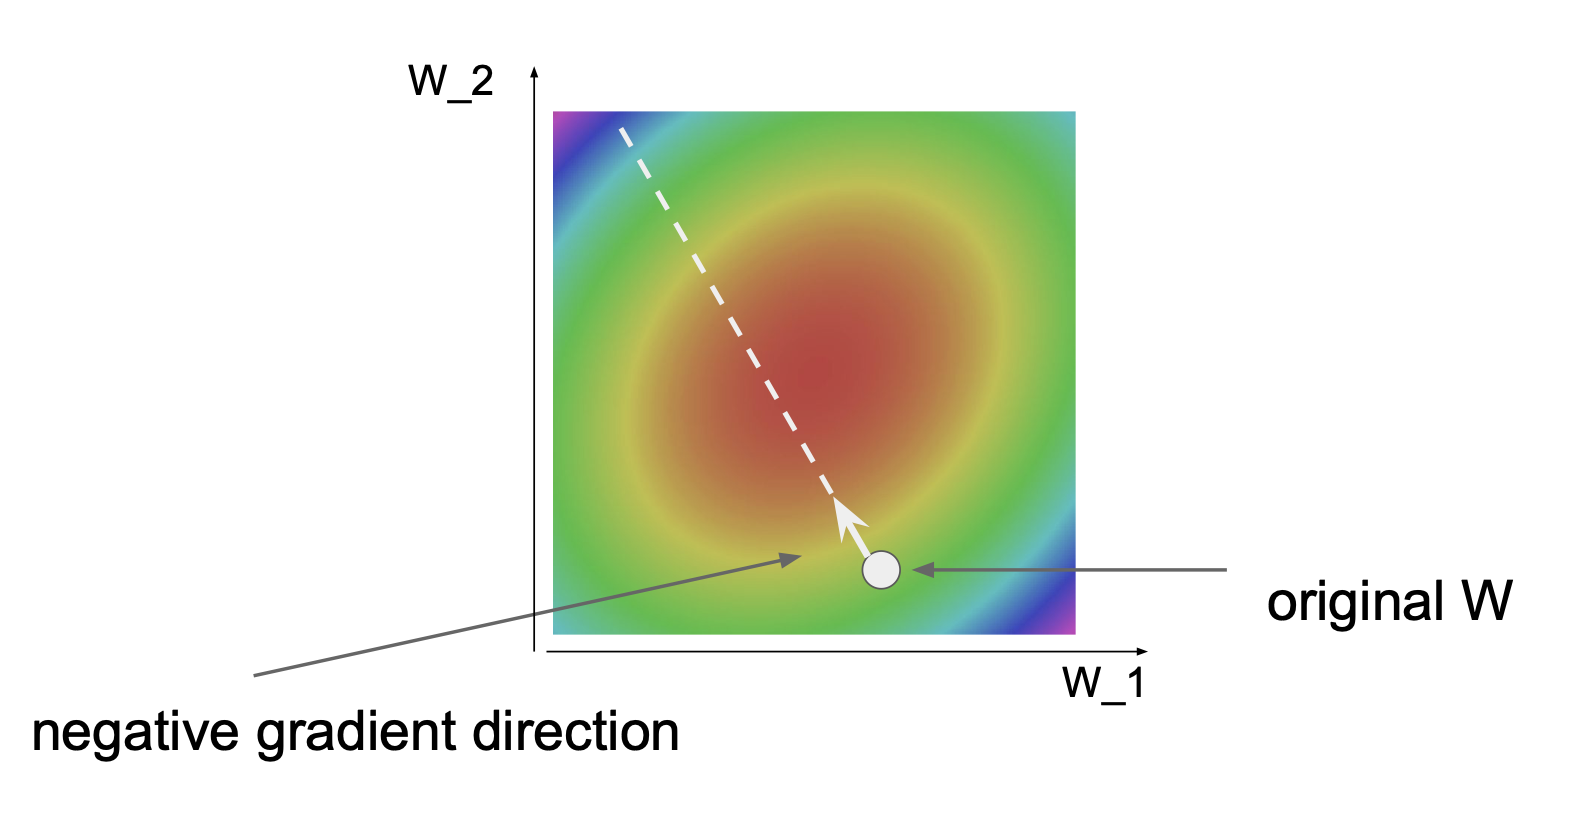 W_2
original W
W_1
negative gradient direction